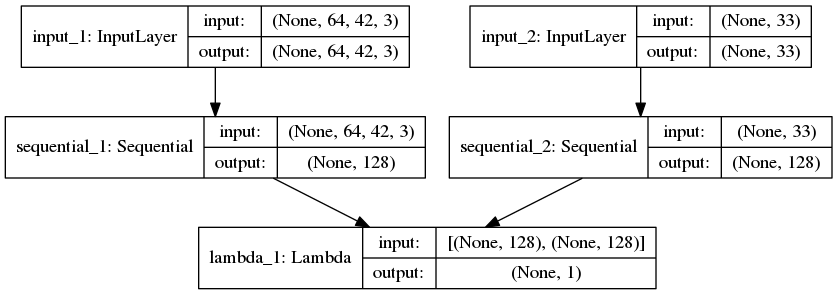 input_1: InputLayer
input: (None, 64, 42, 3)
output: (None, 64, 42, 3)
input_2: InputLayer
input: (None, 33)
output: (None, 33)
sequential_1: Sequential
input: (None, 64, 42, 3)
output: (None, 128)
sequential_2: Sequential
input: (None, 33)
output: (None, 128)
lambda_1: Lambda
input: [(None, 128), (None, 128)]
output: (None, 1)